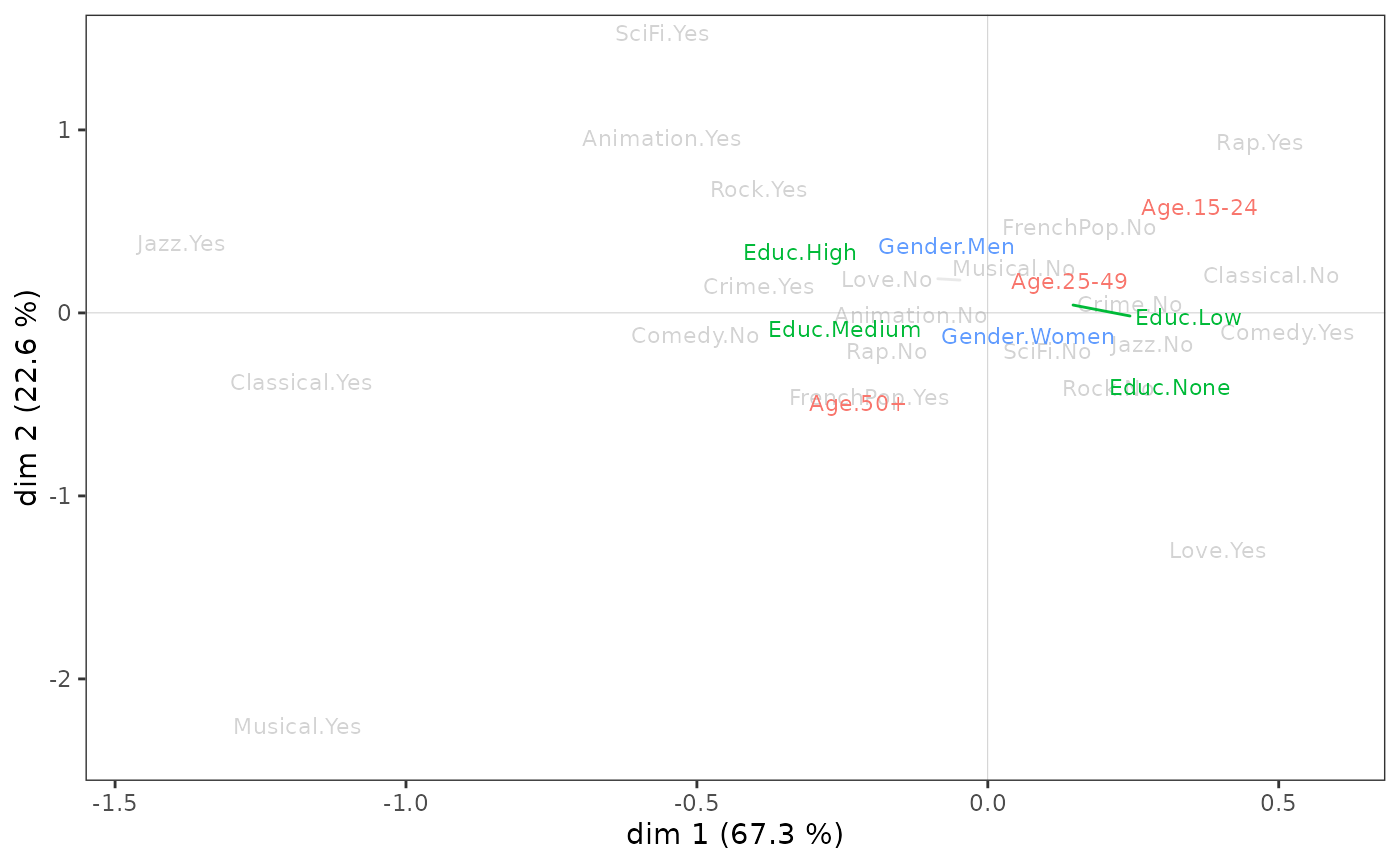 SciFi.Yes
1
Animation.Yes
Rap.Yes
Rock.Yes
Age.15-24
FrenchPop.No
Jazz.Yes
Gender.Men
Educ.High
Musical.No
Classical.No
Love.No
Age.25-49
Crime.Yes
Crime.No
0
Animation.No
Educ.Low
Educ.Medium
Comedy.Yes
Comedy.No
Gender.Women
Jazz.No
Rap.No
SciFi.No
Classical.Yes
Rock.No
Educ.None
FrenchPop.Yes
Age.50+
-1
Love.Yes
-2
Musical.Yes
-1.5
-1.0
-0.5
0.0
0.5
dim 1 (67.3 %)
dim 2 (22.6 %)